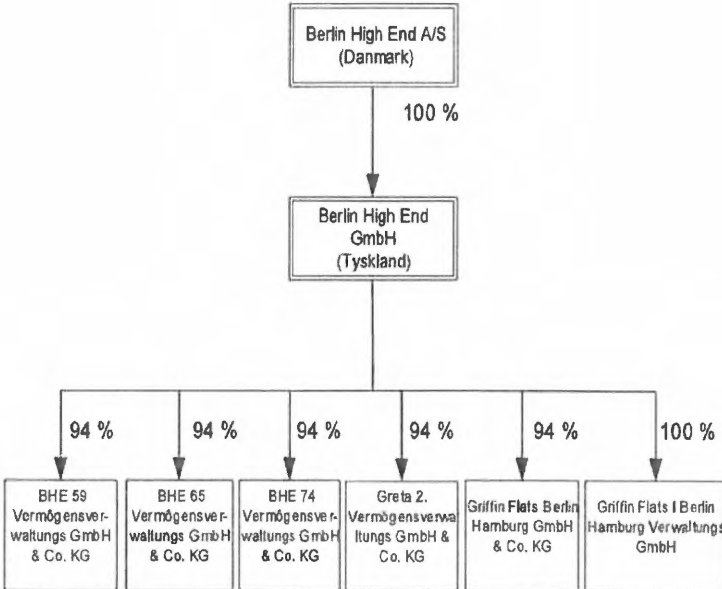 Berlin High End A/S
(Danmark)
100 %
Berlin High End
GmbH
(Tyskland)
94 %
94 %
94 %
94 %
94 %
100 %
BHE 59
Vermögensver-
waltungs GmbH
& Co. KG
BHE 65
Vermögensver-
waltungs GmbH
& Co. KG
BHE 74
Vermögensver-
waltungs GmbH
& Co. KG
Greta 2.
Vermögensverwa
ltungs GmbH &
Co. KG
Griffin Flats Berlin
Hamburg GmbH
& Co. KG
Griffin Flats I Berlin
Hamburg Verwaltungs
GmbH